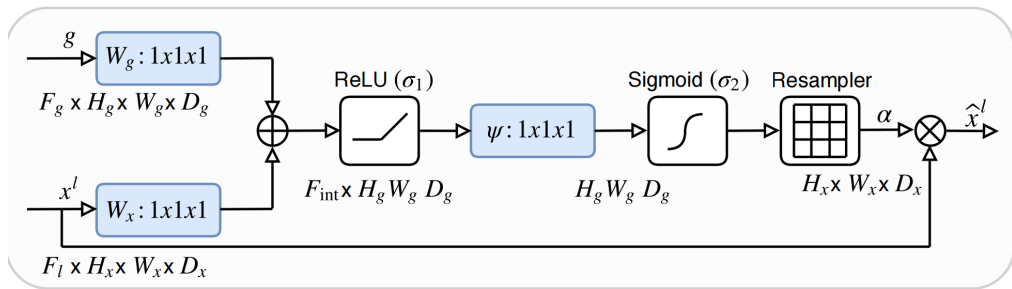 g
W_g : 1x1x1
F_g x H_g x W_g x D_g
ReLU (σ_1)
Sigmoid (σ_2)
Resampler
ψ : 1x1x1
α
x̂^l
F_int x H_g W_g D_g
H_g W_g D_g
H_x x W_x x D_x
x^l
W_x : 1x1x1
F_l x H_x x W_x x D_x